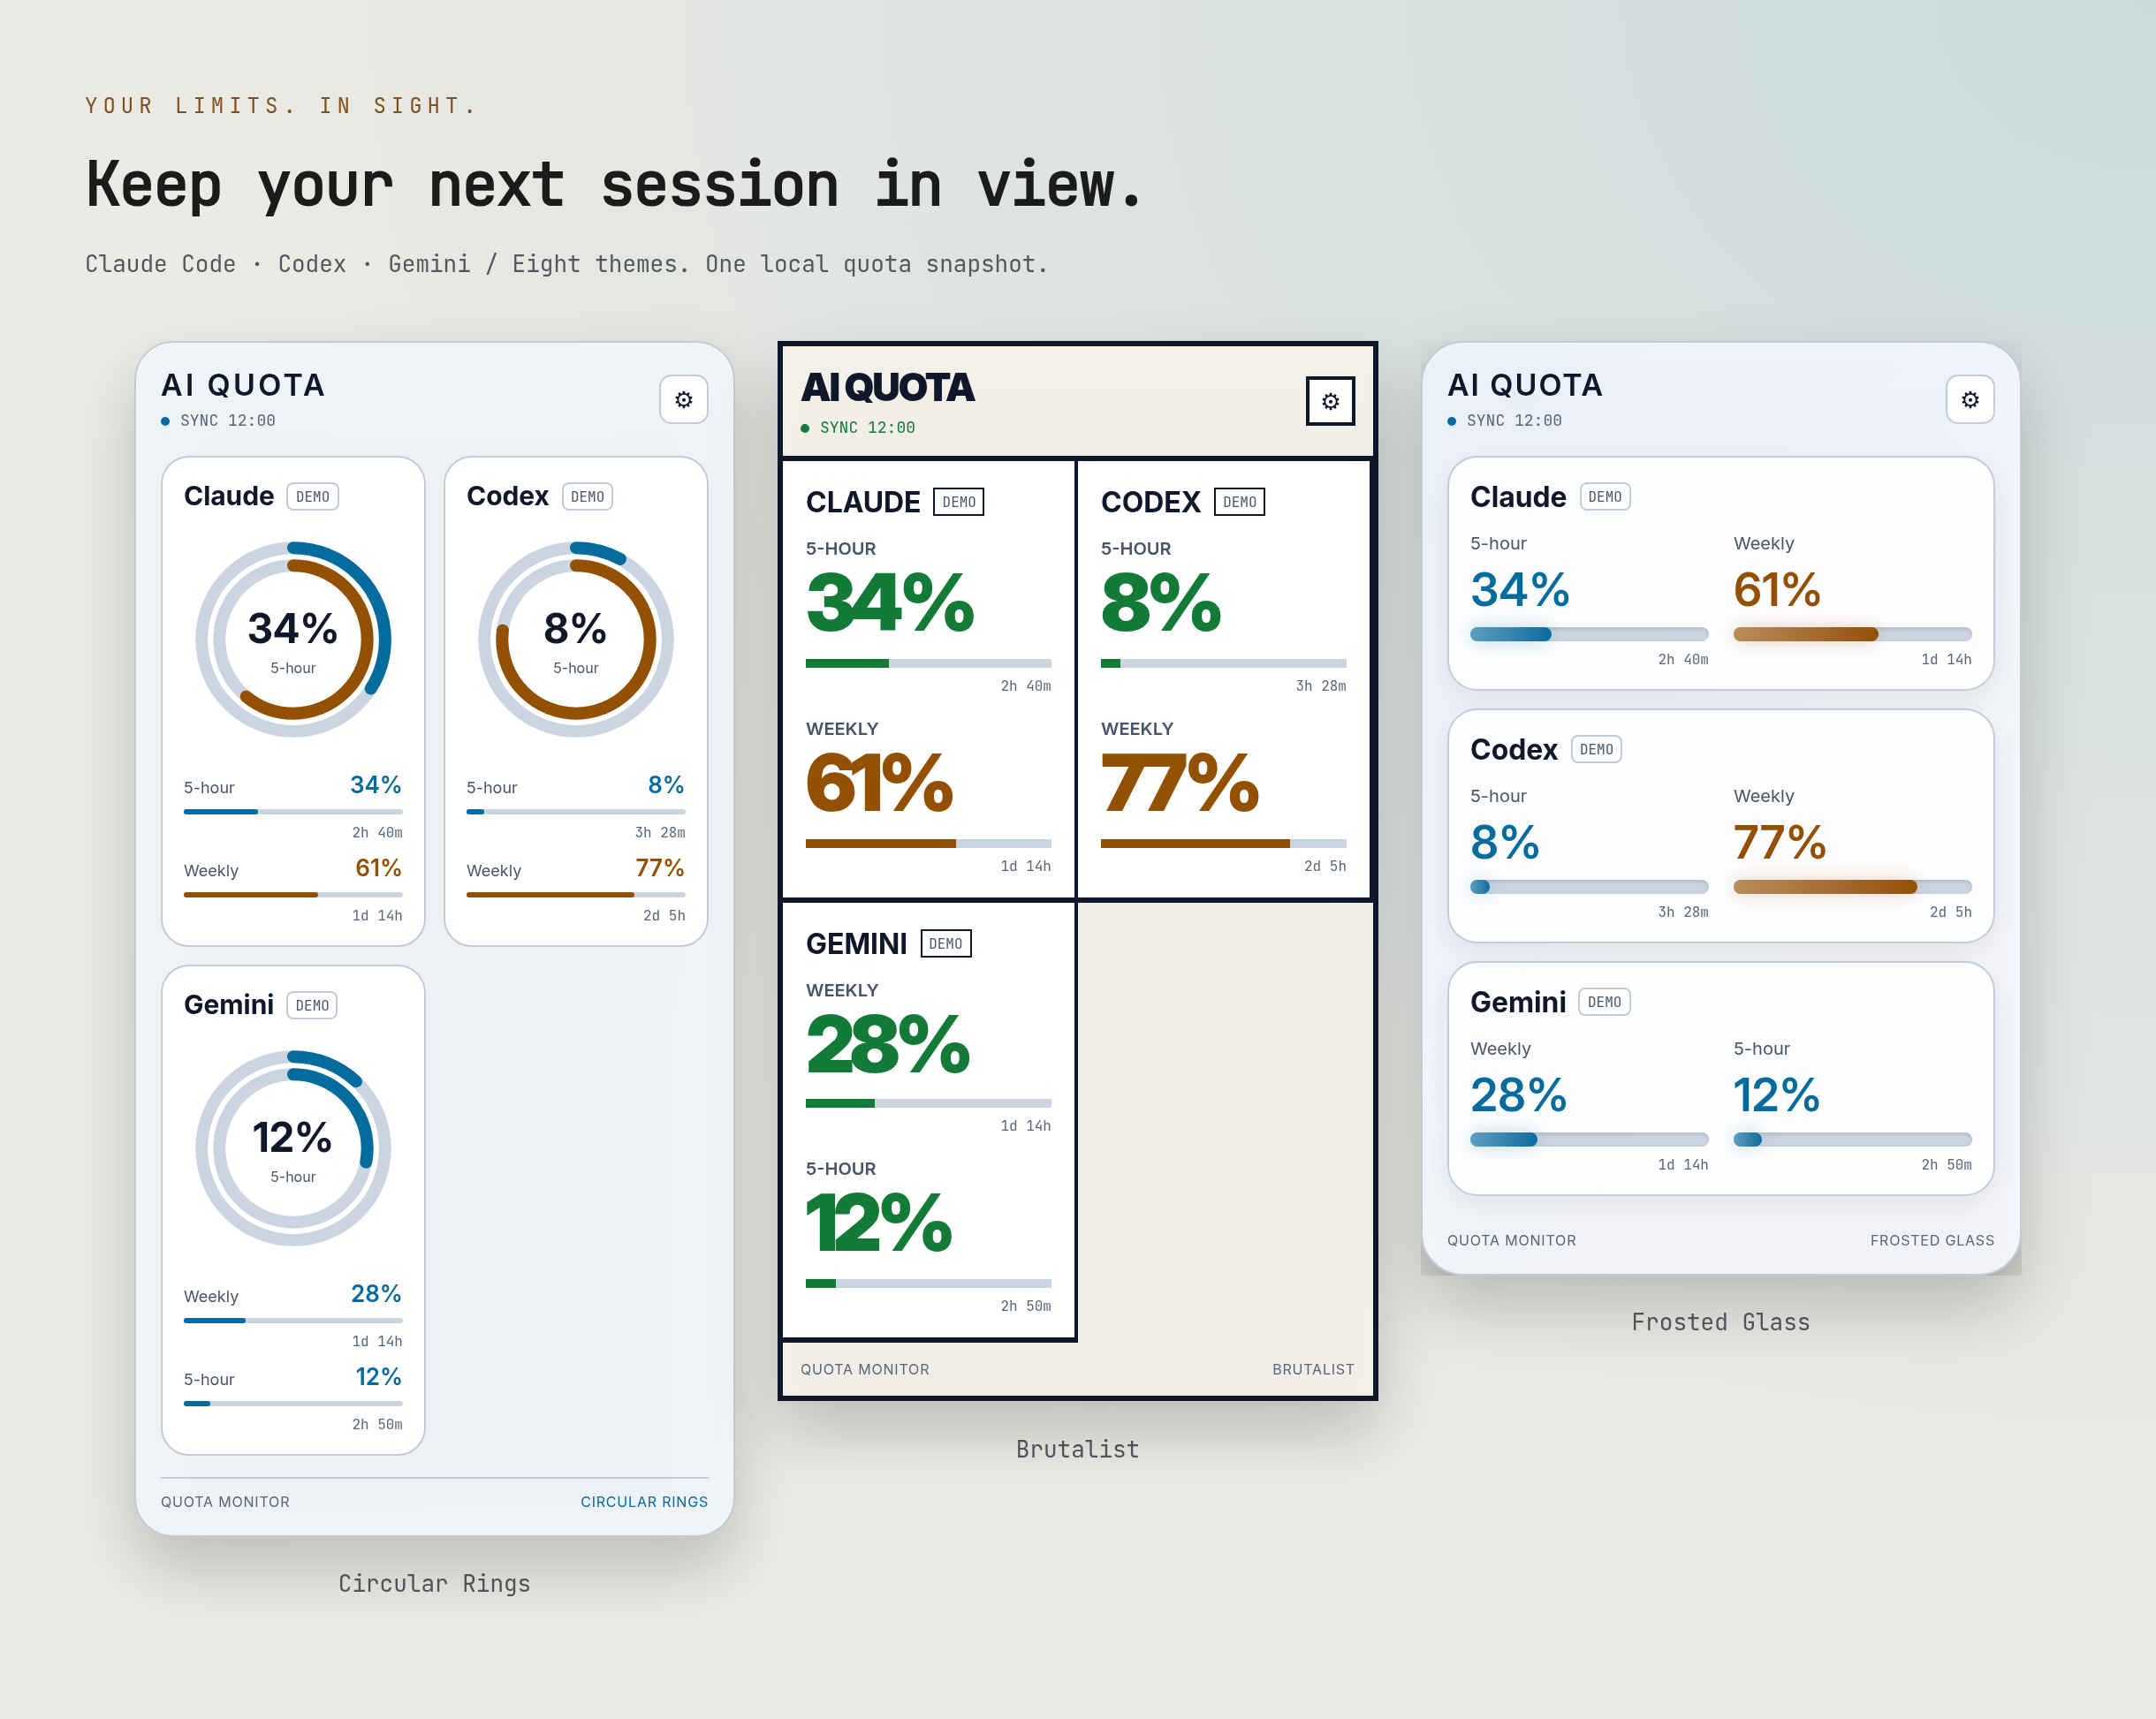 YOUR LIMITS. IN SIGHT.
Keep your next session in view.
Claude Code · Codex · Gemini / Eight themes. One local quota snapshot.
AI QUOTA
SYNC 12:00
Claude DEMO
34%
5-hour
5-hour 34%
2h 40m
Weekly 61%
1d 14h
Codex DEMO
8%
5-hour
5-hour 8%
3h 28m
Weekly 77%
2d 5h
Gemini DEMO
12%
5-hour
Weekly 28%
1d 14h
5-hour 12%
2h 50m
QUOTA MONITOR CIRCULAR RINGS
Circular Rings
AI QUOTA
SYNC 12:00
CLAUDE DEMO
5-HOUR
34%
2h 40m
WEEKLY
61%
1d 14h
CODEX DEMO
5-HOUR
8%
3h 28m
WEEKLY
77%
2d 5h
GEMINI DEMO
WEEKLY
28%
1d 14h
5-HOUR
12%
2h 50m
QUOTA MONITOR BRUTALIST
Brutalist
AI QUOTA
SYNC 12:00
Claude DEMO
5-hour Weekly
34% 61%
2h 40m 1d 14h
Codex DEMO
5-hour Weekly
8% 77%
3h 28m 2d 5h
Gemini DEMO
Weekly 5-hour
28% 12%
1d 14h 2h 50m
QUOTA MONITOR FROSTED GLASS
Frosted Glass